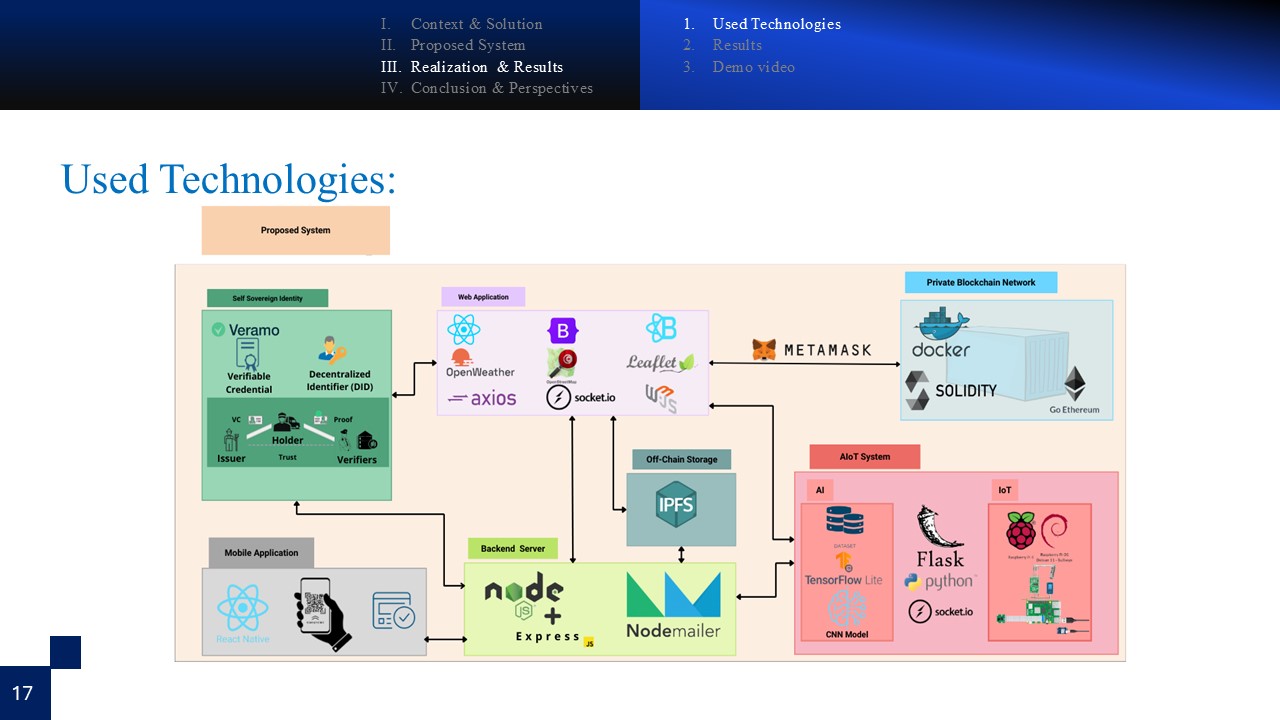 I. Context & Solution
II. Proposed System
III. Realization & Results
IV. Conclusion & Perspectives
1. Used Technologies
2. Results
3. Demo video
Used Technologies:
Proposed System
Self Sovereign Identity
Veramo
Verifiable
Credential
Decentralized
Identifier (DID)
VC
Proof
Holder
Issuer
Trust
Verifiers
Web Application
B
B
OpenWeather
OpenStreetMap
Leaflet
axios
socket.io
W3JS
METAMASK
Private Blockchain Network
docker
SOLIDITY
Go Ethereum
Off-Chain Storage
IPFS
AIoT System
AI
DATASET
TensorFlow Lite
CNN Model
Flask
python
socket.io
IoT
Mobile Application
React Native
Backend Server
node
JS
+
Express
JS
Nodemailer
17